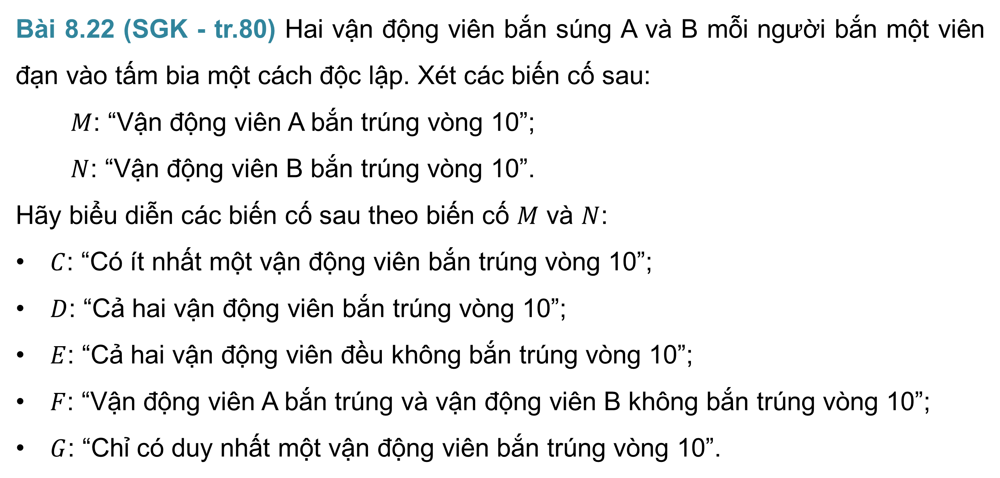 Bài 8.22 (SGK - tr.80) Hai vận động viên bắn súng A và B mỗi người bắn một viên
đạn vào tấm bia một cách độc lập. Xét các biến cố sau:
M: “Vận động viên A bắn trúng vòng 10”;
N: “Vận động viên B bắn trúng vòng 10”.
Hãy biểu diễn các biến cố sau theo biến cố M và N:
• C: “Có ít nhất một vận động viên bắn trúng vòng 10”;
• D: “Cả hai vận động viên bắn trúng vòng 10”;
• E: “Cả hai vận động viên đều không bắn trúng vòng 10”;
• F: “Vận động viên A bắn trúng và vận động viên B không bắn trúng vòng 10”;
• G: “Chỉ có duy nhất một vận động viên bắn trúng vòng 10”.